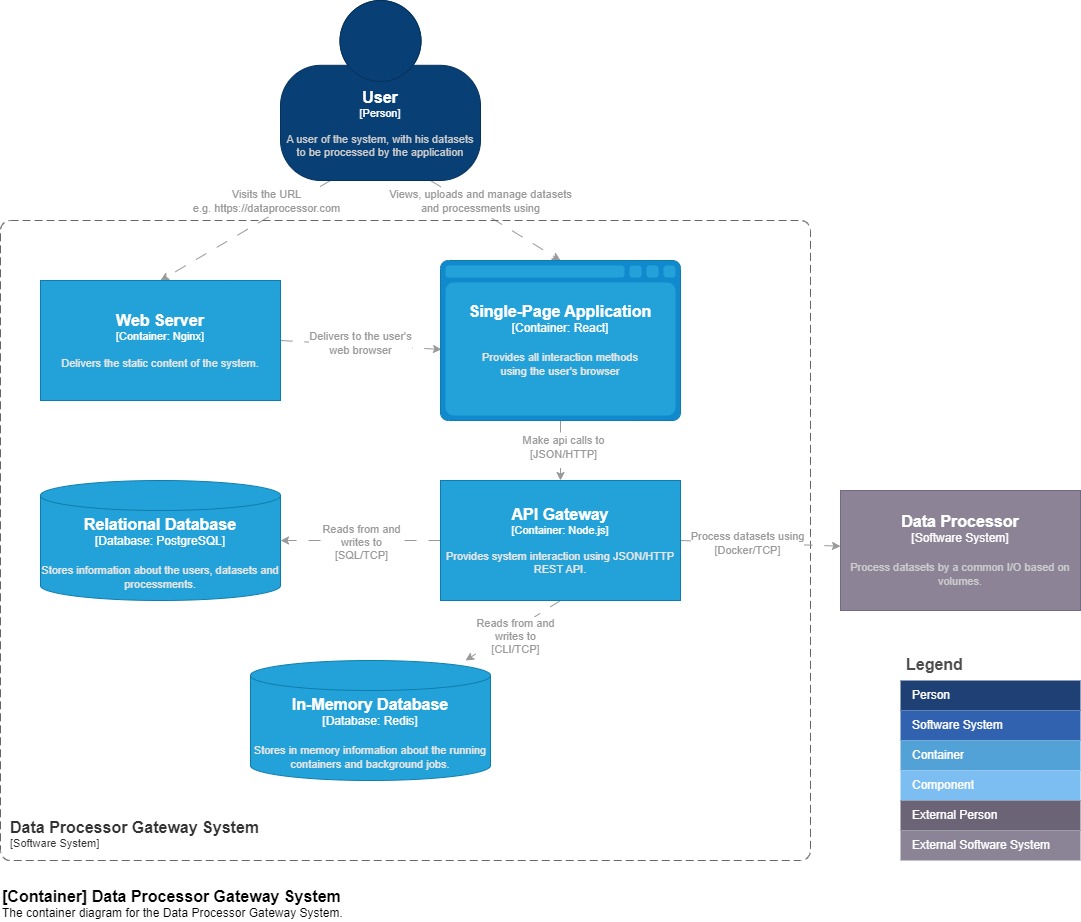 User
[Person]
A user of the system, with his datasets
to be processed by the application
Visits the URL
e.g. https://dataprocessor.com
Views, uploads and manage datasets
and processments using
Web Server
[Container: Nginx]
Delivers the static content of the system.
Delivers to the user's
web browser
Single-Page Application
[Container: React]
Provides all interaction methods
using the user's browser
Make api calls to
[JSON/HTTP]
Relational Database
[Database: PostgreSQL]
Stores information about the users, datasets and
processments.
Reads from and
writes to
[SQL/TCP]
API Gateway
[Container: Node.js]
Provides system interaction using JSON/HTTP
REST API.
Process datasets using
[Docker/TCP]
Data Processor
[Software System]
Process datasets by a common I/O based on
volumes.
Reads from and
writes to
[CLI/TCP]
In-Memory Database
[Database: Redis]
Stores in memory information about the running
containers and background jobs.
Legend
Person
Software System
Container
Component
External Person
External Software System
Data Processor Gateway System
[Software System]
[Container] Data Processor Gateway System
The container diagram for the Data Processor Gateway System.